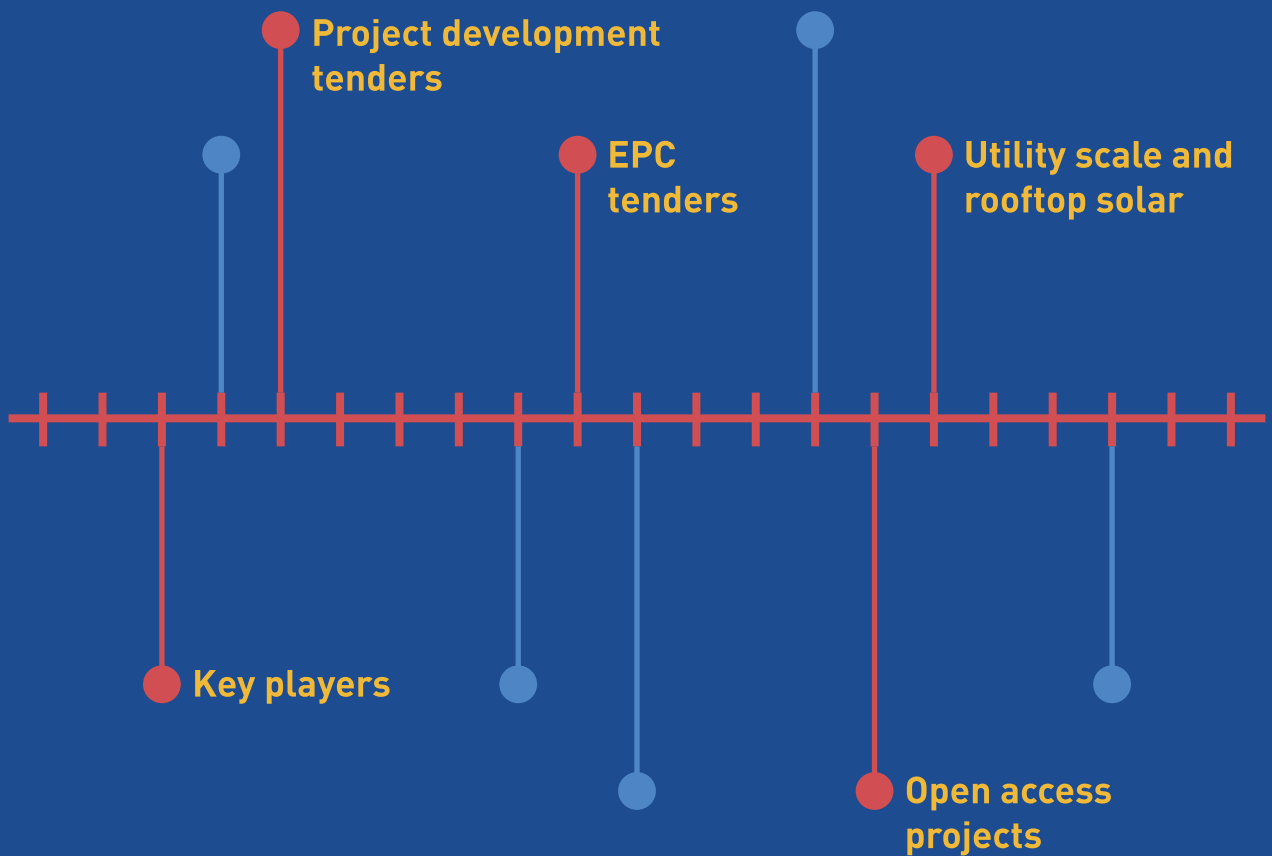 Project development
tenders
EPC
tenders
Utility scale and
rooftop solar
Key players
Open access
projects